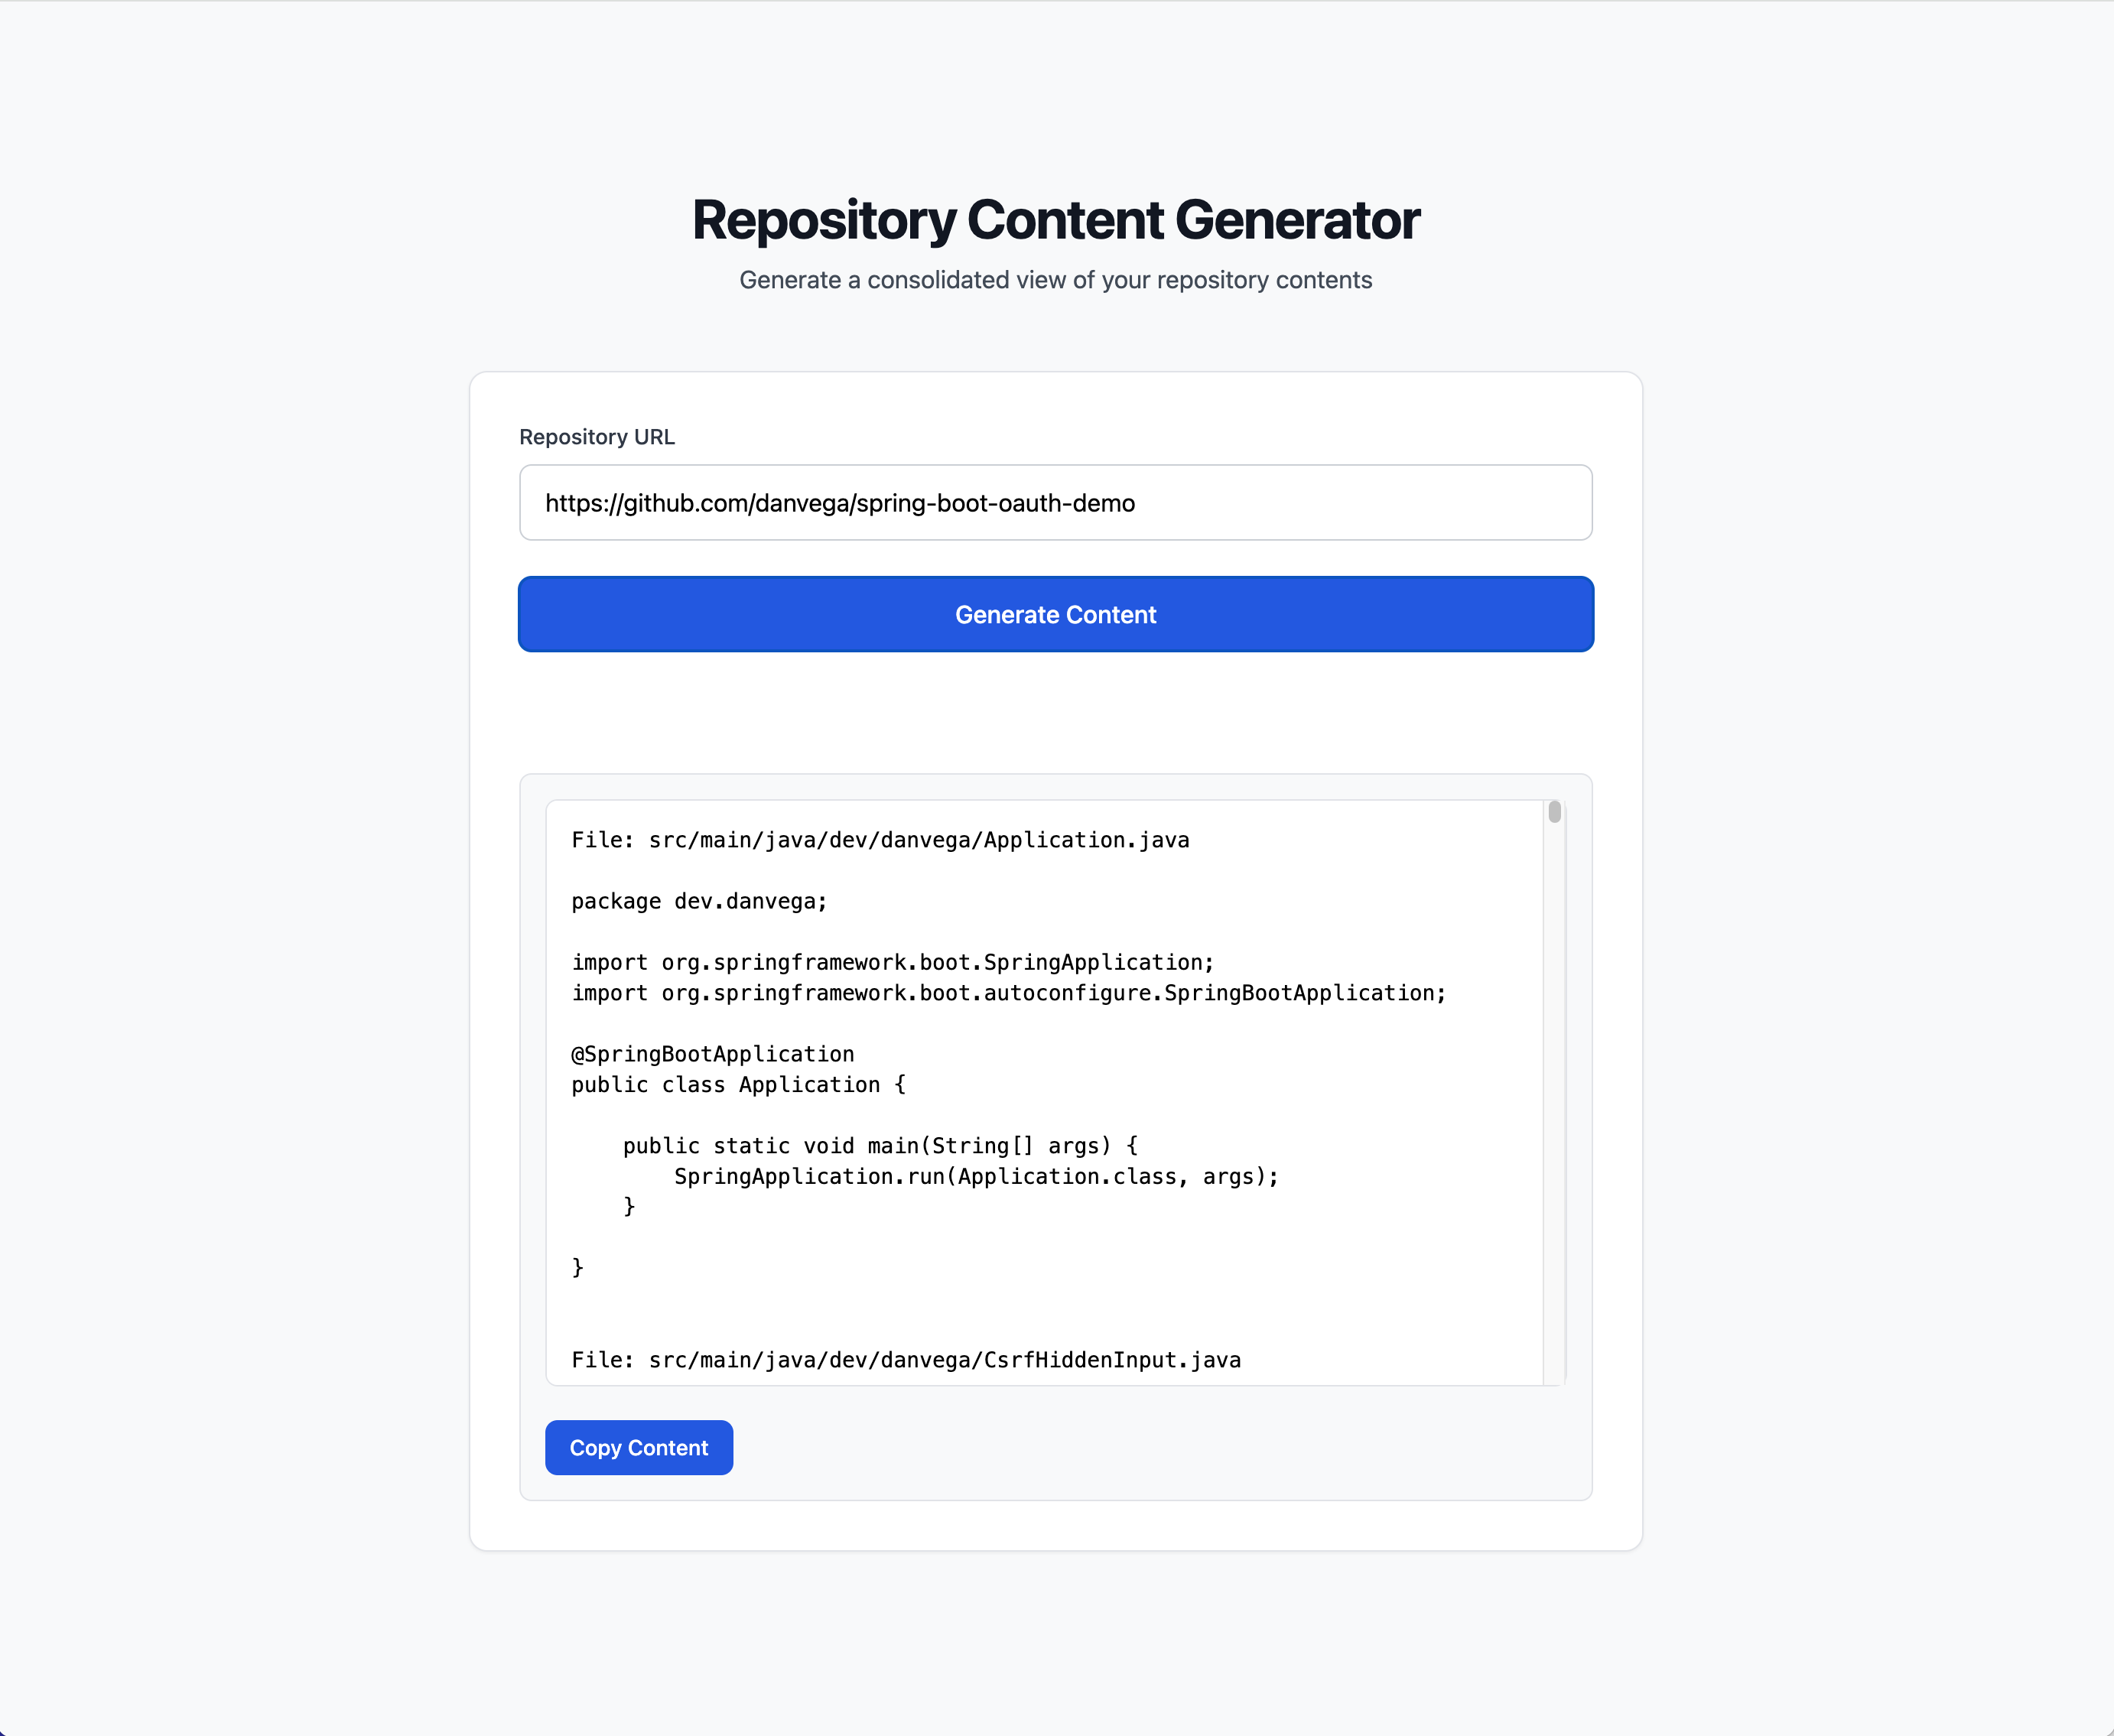 Repository Content Generator
Generate a consolidated view of your repository contents
Repository URL
https://github.com/danvega/spring-boot-oauth-demo
Generate Content
File: src/main/java/dev/danvega/Application.java
package dev.danvega;
import org.springframework.boot.SpringApplication;
import org.springframework.boot.autoconfigure.SpringBootApplication;
@SpringBootApplication
public class Application {
    public static void main(String[] args) {
        SpringApplication.run(Application.class, args);
    }
}
File: src/main/java/dev/danvega/CsrfHiddenInput.java
Copy Content